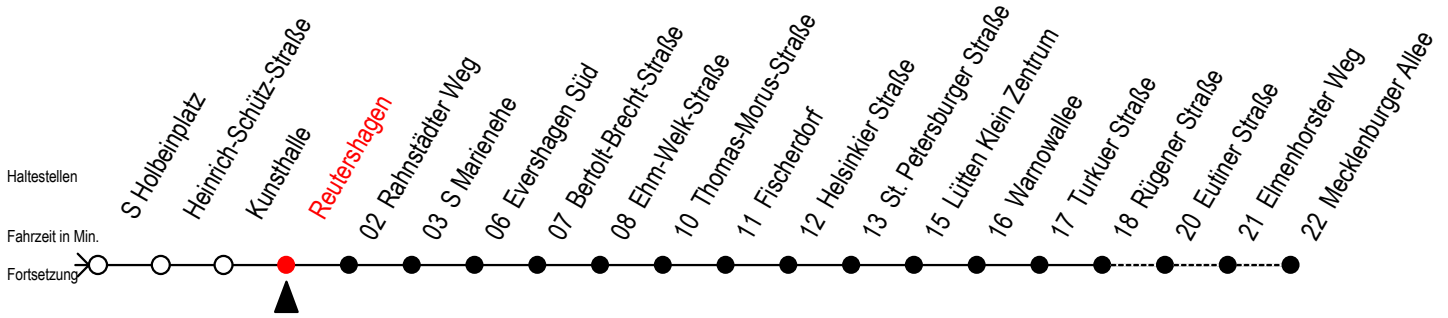 Haltestellen
Fahrzeit in Min.
Fortsetzung
S Holbeinplatz
Heinrich-Schütz-Straße
Kunsthalle
Reutershagen
02 Rahnstädter Weg
03 S Marienehe
06 Evershagen Süd
07 Bertolt-Brecht-Straße
08 Ehm-Welk-Straße
10 Thomas-Morus-Straße
11 Fischerdorf
12 Helsinkier Straße
13 St. Petersburger Straße
15 Lütten Klein Zentrum
16 Warnowallee
17 Turkuer Straße
18 Rügener Straße
20 Eutiner Straße
21 Elmenhorster Weg
22 Mecklenburger Allee